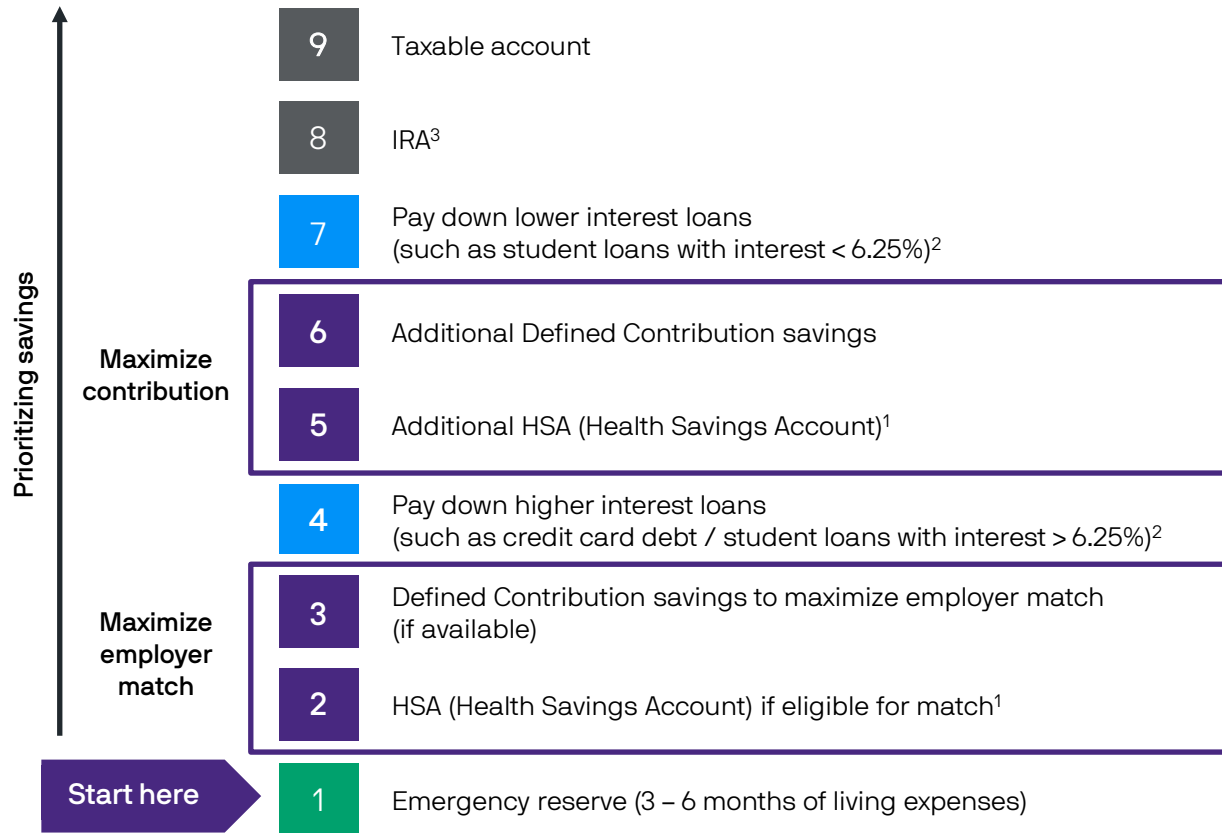 9 Taxable account
8 IRA³
7 Pay down lower interest loans
(such as student loans with interest < 6.25%)²
Prioritizing savings
Maximize
contribution
6 Additional Defined Contribution savings
5 Additional HSA (Health Savings Account)¹
4 Pay down higher interest loans
(such as credit card debt / student loans with interest > 6.25%)²
Maximize
employer
match
3 Defined Contribution savings to maximize employer match
(if available)
2 HSA (Health Savings Account) if eligible for match¹
Start here
1 Emergency reserve (3 – 6 months of living expenses)